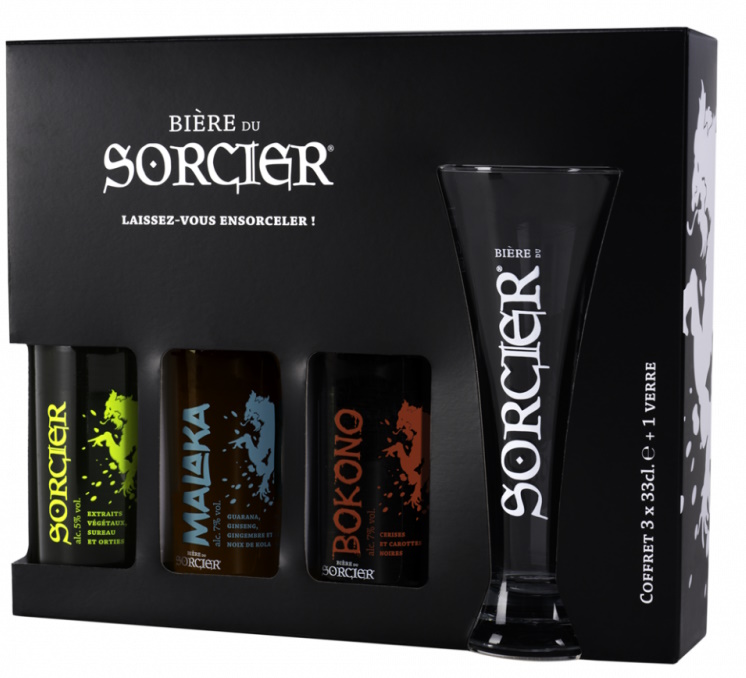 BIÈRE DU
SORCIER®
LAISSEZ-VOUS ENSORCELER !
SORCIER
alc. 5% vol.
EXTRAITS
VÉGÉTAUX,
SUREAU
ET ORTIES
MALAKA
alc. 7% vol.
GUARANA,
GINSENG,
GINGEMBRE ET
NOIX DE KOLA
BIÈRE DU
SORCIER
BOKONO
alc. 7% vol.
CERISES
ET CAROTTES
NOIRES
BIÈRE DU
SORCIER
BIÈRE DU
SORCIER®
COFFRET 3 x 33cl. ℮ + 1 VERRE